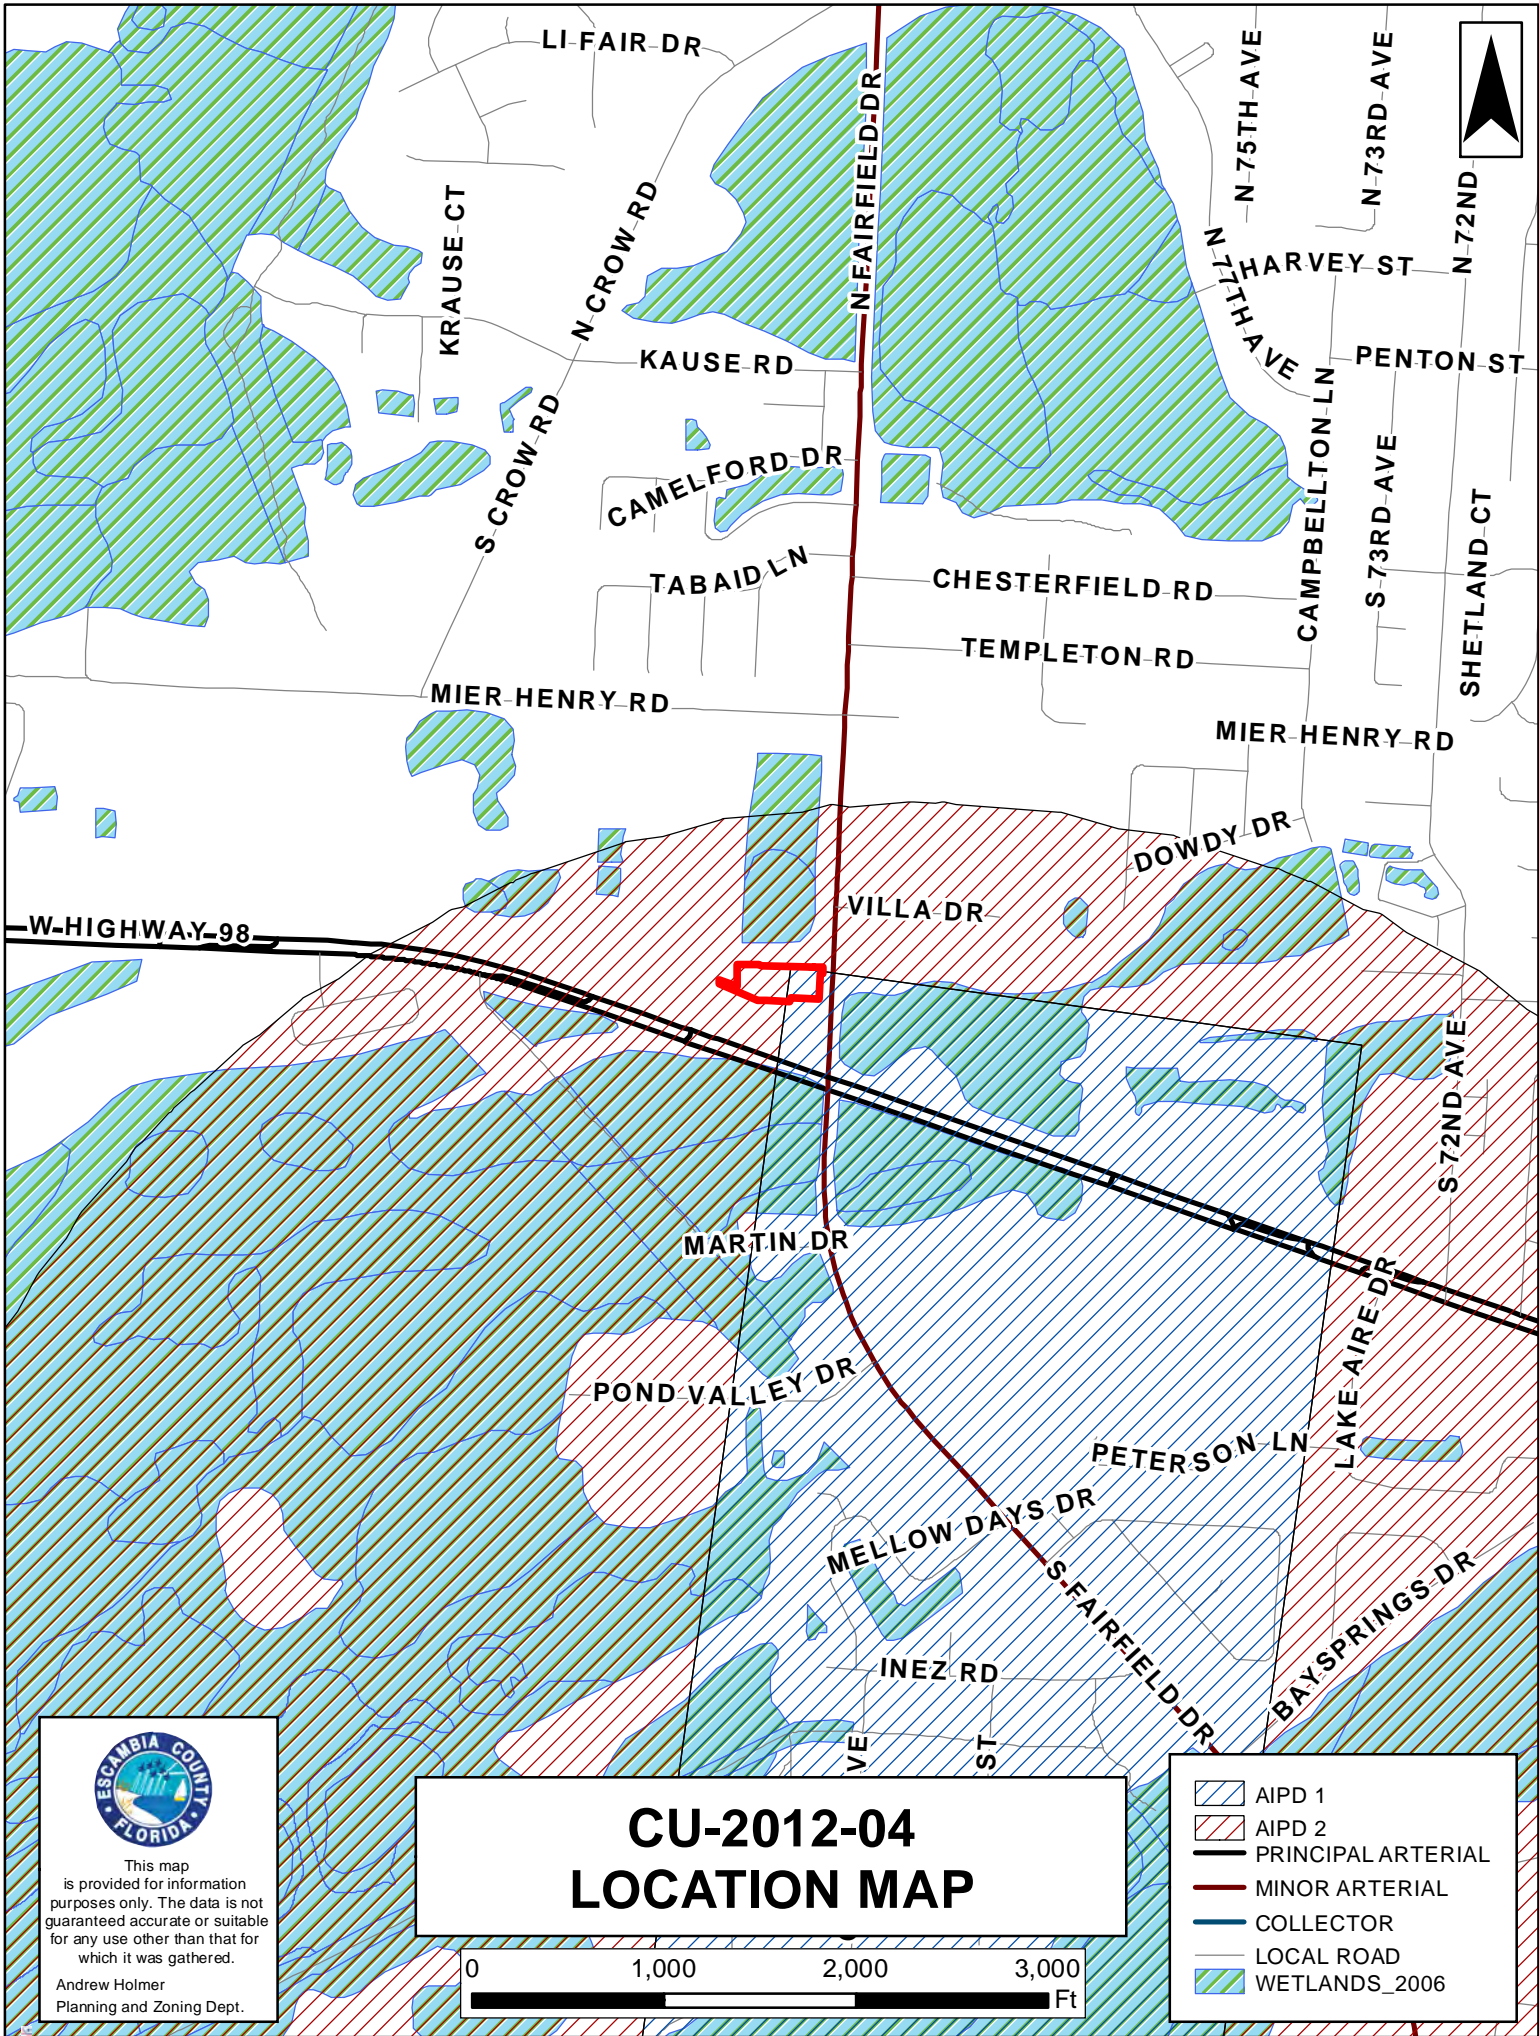 LI FAIR DR
N FAIRFIELD DR
N 75TH AVE
N 73RD AVE
N 72ND
KRAUSE CT
N CROW RD
N 77TH AVE
HARVEY ST
KAUSE RD
PENTON ST
S CROW RD
CAMELFORD DR
CAMPBELLTON LN
S 73RD AVE
SHETLAND CT
TABAID LN
CHESTERFIELD RD
TEMPLETON RD
MIER HENRY RD
MIER HENRY RD
DOWDY DR
VILLA DR
W HIGHWAY 98
S 72ND AVE
MARTIN DR
LAKE AIRE DR
POND VALLEY DR
PETERSON LN
MELLOW DAYS DR
S FAIRFIELD DR
BAYSPRINGS DR
INEZ RD
VE
ST
ESCAMBIA COUNTY
FLORIDA
This map
is provided for information
purposes only. The data is not
guaranteed accurate or suitable
for any use other than that for
which it was gathered.
Andrew Holmer
Planning and Zoning Dept.
CU-2012-04
LOCATION MAP
0 1,000 2,000 3,000
Ft
AIPD 1
AIPD 2
PRINCIPAL ARTERIAL
MINOR ARTERIAL
COLLECTOR
LOCAL ROAD
WETLANDS_2006